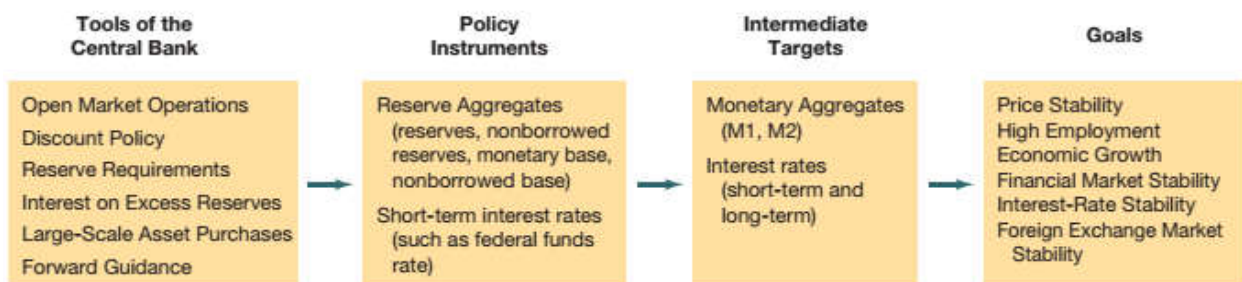 Tools of the
Central Bank
Open Market Operations
Discount Policy
Reserve Requirements
Interest on Excess Reserves
Large-Scale Asset Purchases
Forward Guidance
Policy
Instruments
Reserve Aggregates
(reserves, nonborrowed
reserves, monetary base,
nonborrowed base)
Short-term interest rates
(such as federal funds
rate)
Intermediate
Targets
Monetary Aggregates
(M1, M2)
Interest rates
(short-term and
long-term)
Goals
Price Stability
High Employment
Economic Growth
Financial Market Stability
Interest-Rate Stability
Foreign Exchange Market
Stability